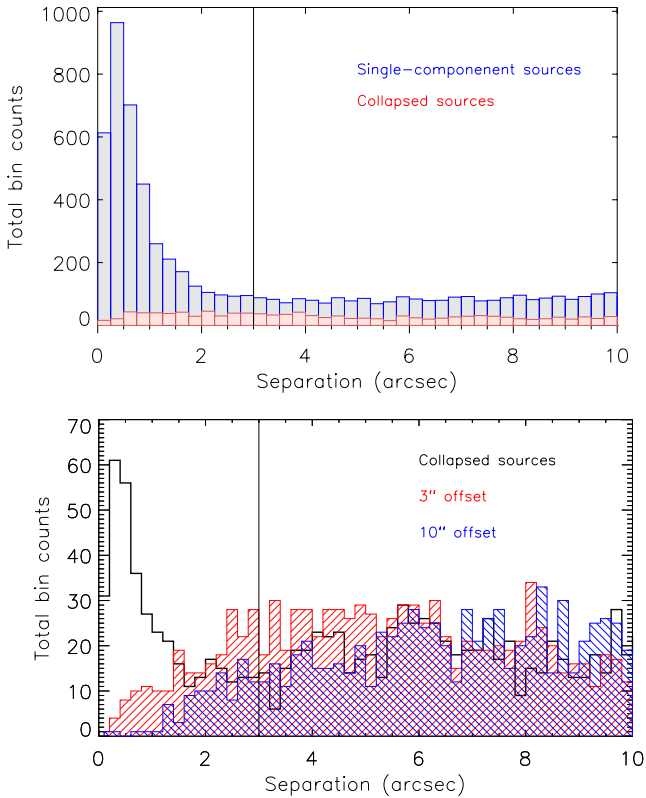 1000
800
600
400
200
0
Total bin counts
Single-componenent sources
Collapsed sources
0 2 4 6 8 10
Separation (arcsec)
70
60
50
40
30
20
10
0
Total bin counts
Collapsed sources
3" offset
10" offset
0 2 4 6 8 10
Separation (arcsec)